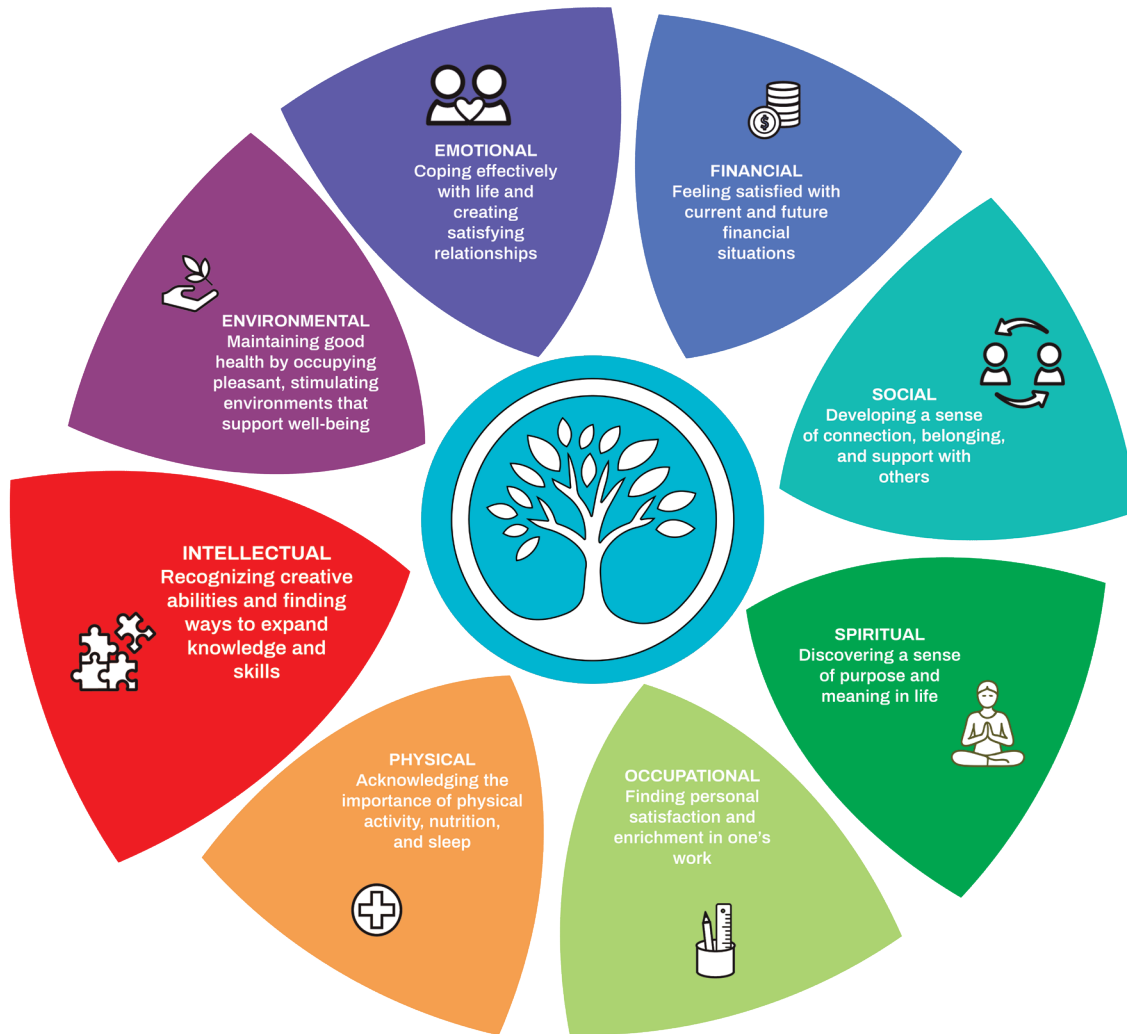 EMOTIONAL
Coping effectively
with life and
creating
satisfying
relationships
FINANCIAL
Feeling satisfied with
current and future
financial
situations
SOCIAL
Developing a sense
of connection, belonging,
and support with
others
SPIRITUAL
Discovering a sense
of purpose and
meaning in life
OCCUPATIONAL
Finding personal
satisfaction and
enrichment in one’s
work
PHYSICAL
Acknowledging the
importance of physical
activity, nutrition,
and sleep
INTELLECTUAL
Recognizing creative
abilities and finding
ways to expand
knowledge and
skills
ENVIRONMENTAL
Maintaining good
health by occupying
pleasant, stimulating
environments that
support well-being
$